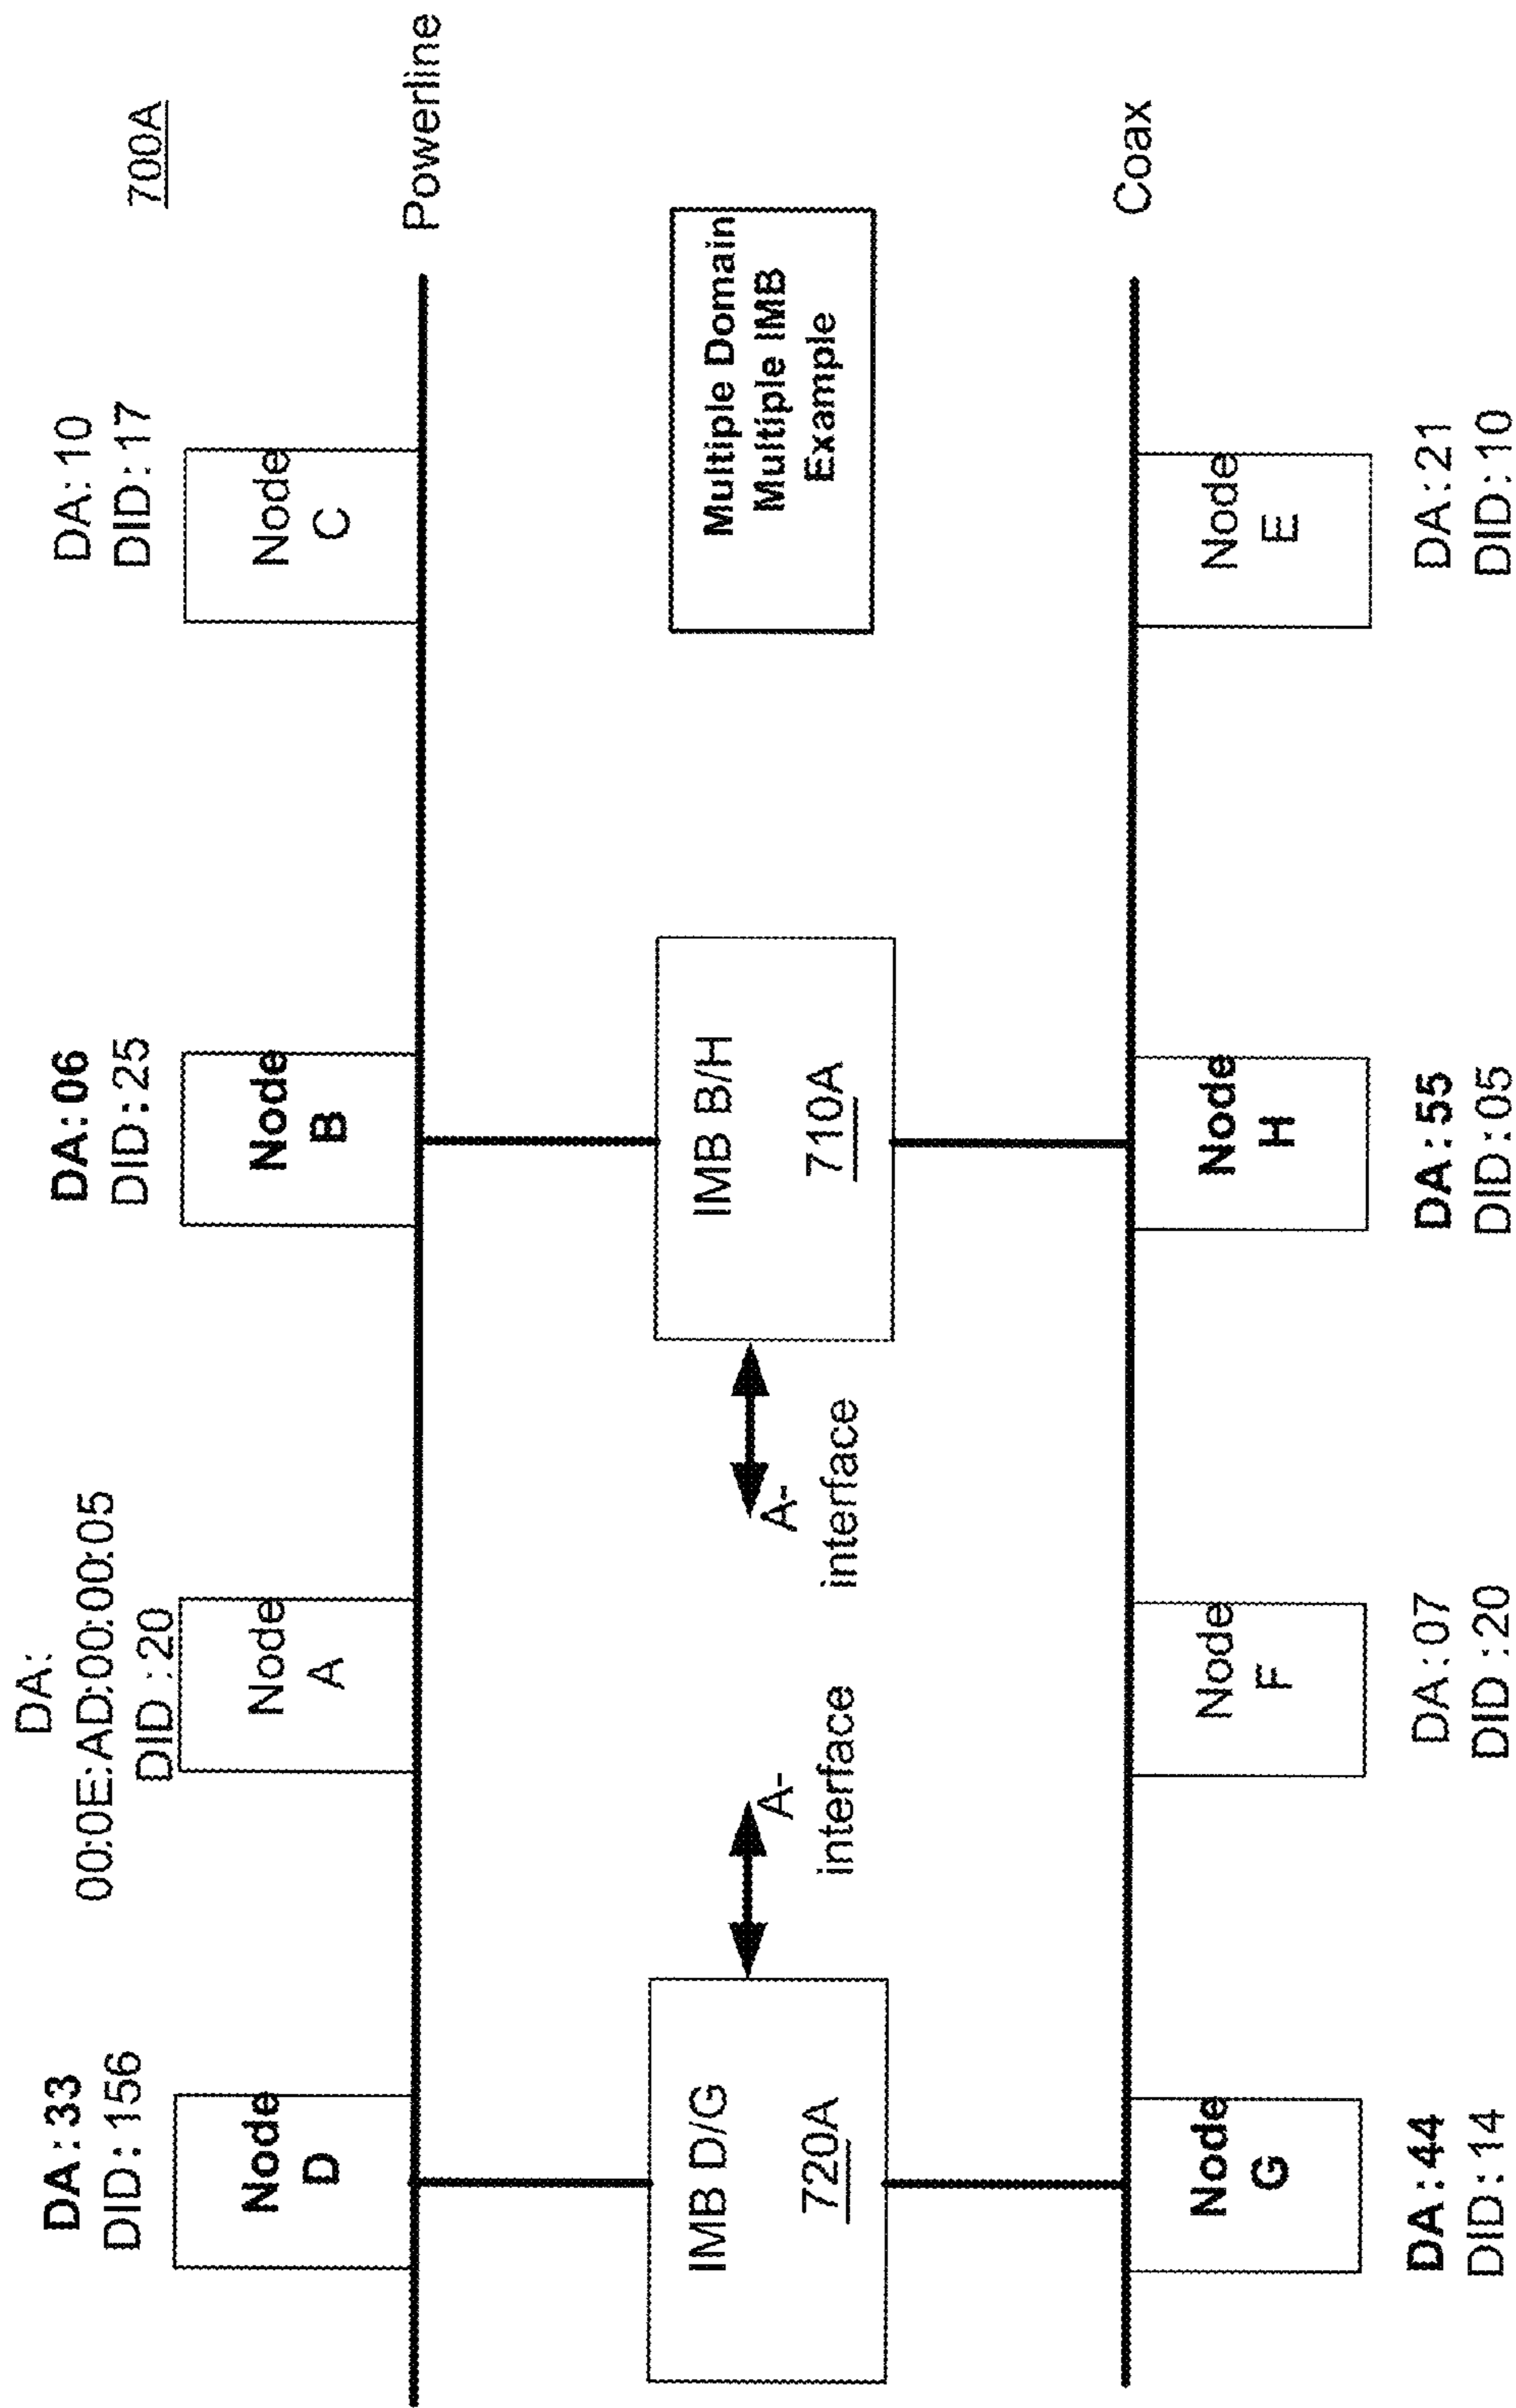 700A
DA:33
DID:156
DA:
00:0E:AD:00:00:05
DID :20
DA:06
DID:25
DA:10
DID:17
Node
D
Node
A
Node
B
Node
C
Powerline
IMB D/G
720A
A-
interface
A-
interface
IMB B/H
710A
Multiple Domain
Multiple IMB
Example
Coax
Node
G
Node
F
Node
H
Node
E
DA:44
DID:14
DA:07
DID:20
DA:55
DID:05
DA:21
DID:10